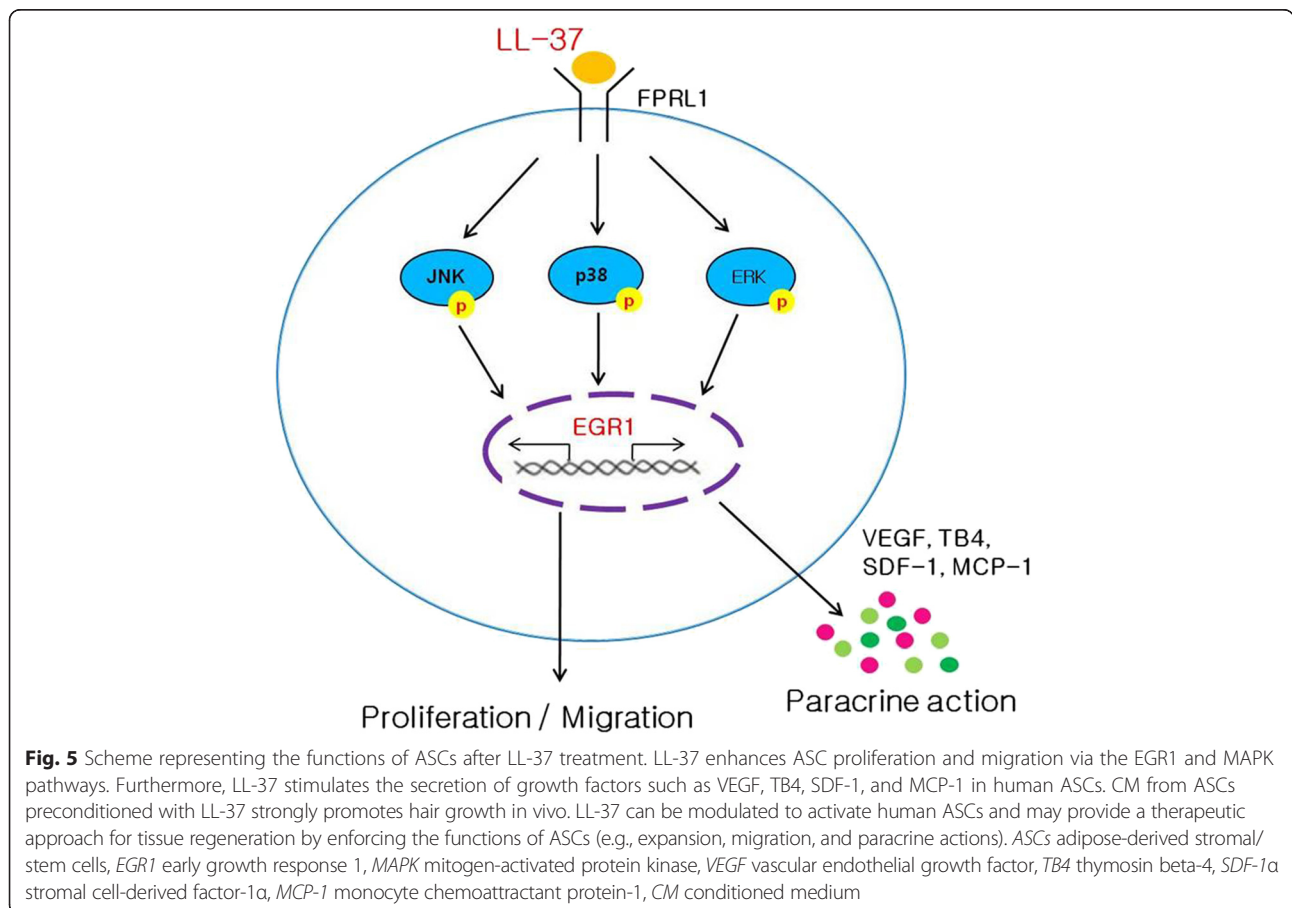 LL-37
FPRL1
JNK p38 ERK
p p p
EGR1
VEGF, TB4,
SDF-1, MCP-1
Paracrine action
Proliferation / Migration
Fig. 5 Scheme representing the functions of ASCs after LL-37 treatment. LL-37 enhances ASC proliferation and migration via the EGR1 and MAPK
pathways. Furthermore, LL-37 stimulates the secretion of growth factors such as VEGF, TB4, SDF-1, and MCP-1 in human ASCs. CM from ASCs
preconditioned with LL-37 strongly promotes hair growth in vivo. LL-37 can be modulated to activate human ASCs and may provide a therapeutic
approach for tissue regeneration by enforcing the functions of ASCs (e.g., expansion, migration, and paracrine actions). ASCs adipose-derived stromal/
stem cells, EGR1 early growth response 1, MAPK mitogen-activated protein kinase, VEGF vascular endothelial growth factor, TB4 thymosin beta-4, SDF-1α
stromal cell-derived factor-1α, MCP-1 monocyte chemoattractant protein-1, CM conditioned medium